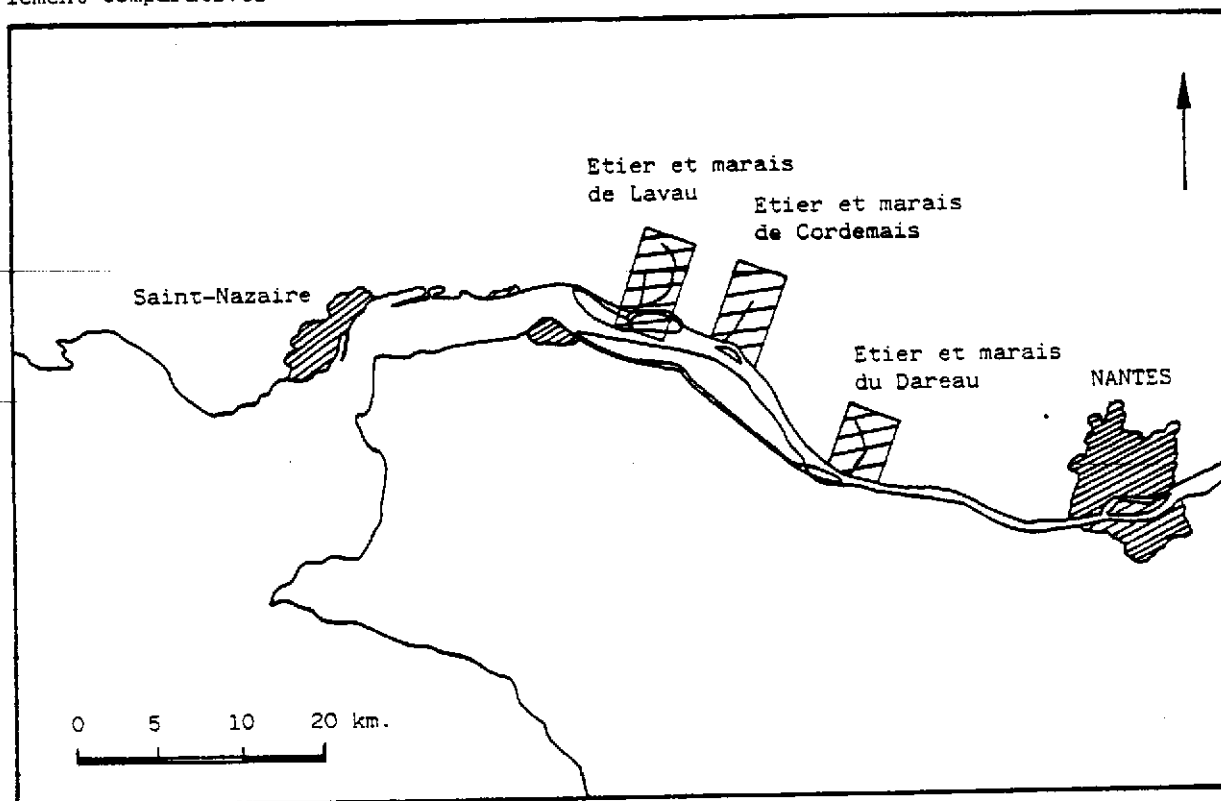 Etier et marais
de Lavau
Etier et marais
de Cordemais
Saint-Nazaire
Etier et marais
du Dareau
NANTES
0 5 10 20 km.